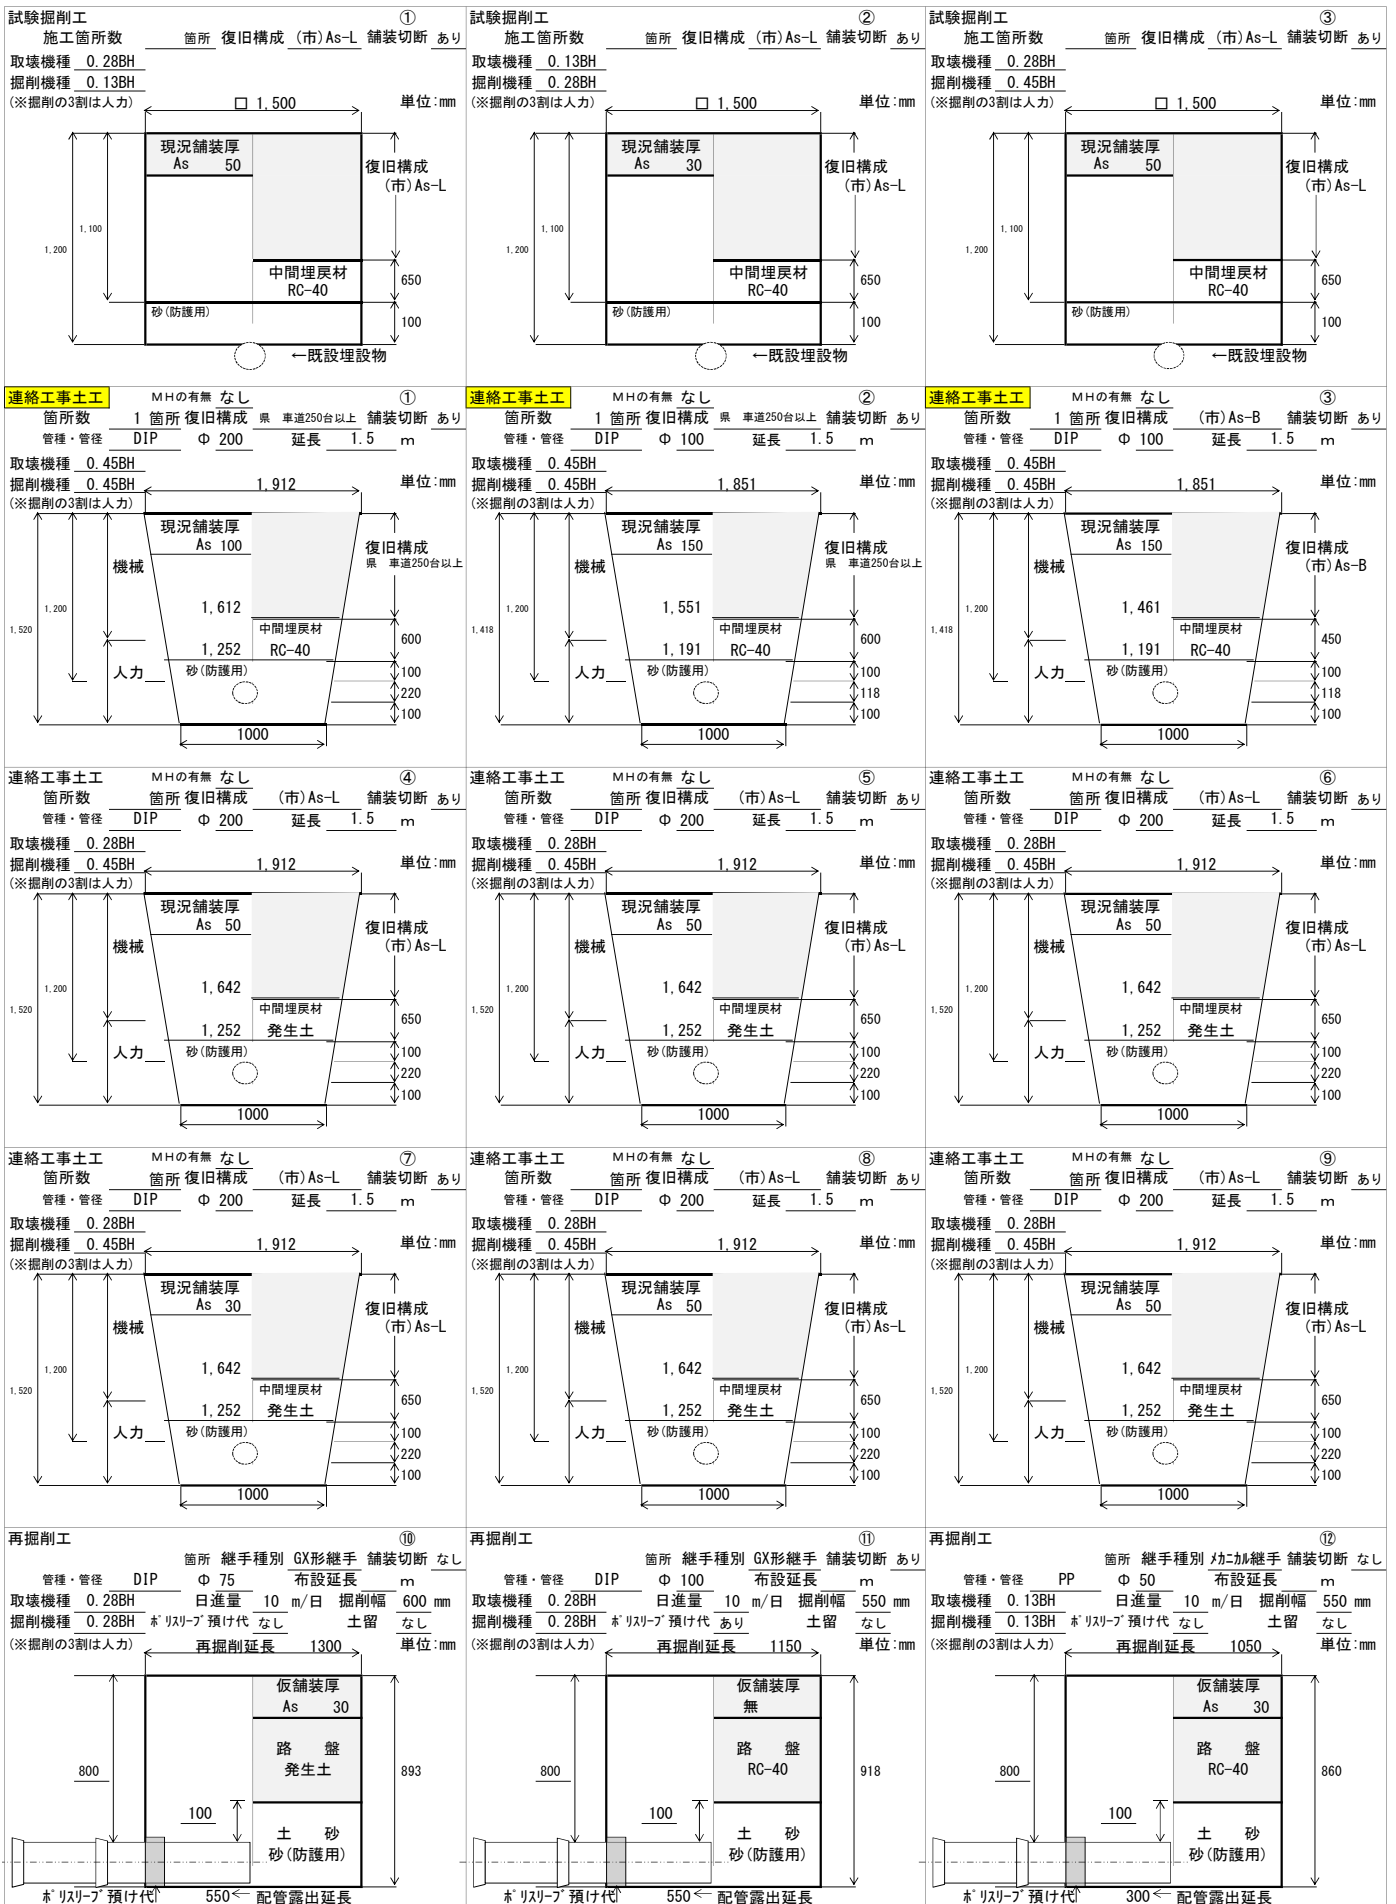 試験掘削工 ①
施工箇所数 箇所 復旧構成 (市)As-L 舗装切断 あり
取壊機種 0.28BH
掘削機種 0.13BH
(※掘削の3割は人力) □ 1,500 単位:mm
現況舗装厚
As 50
復旧構成
(市)As-L
1,100
1,200
中間埋戻材
RC-40
650
砂(防護用)
100
←既設埋設物
試験掘削工 ②
施工箇所数 箇所 復旧構成 (市)As-L 舗装切断 あり
取壊機種 0.13BH
掘削機種 0.28BH
(※掘削の3割は人力) □ 1,500 単位:mm
現況舗装厚
As 30
復旧構成
(市)As-L
1,100
1,200
中間埋戻材
RC-40
650
砂(防護用)
100
←既設埋設物
試験掘削工 ③
施工箇所数 箇所 復旧構成 (市)As-L 舗装切断 あり
取壊機種 0.28BH
掘削機種 0.45BH
(※掘削の3割は人力) □ 1,500 単位:mm
現況舗装厚
As 50
復旧構成
(市)As-L
1,100
1,200
中間埋戻材
RC-40
650
砂(防護用)
100
←既設埋設物
連絡工事土工 MHの有無 なし ①
箇所数 1 箇所 復旧構成 県 車道250台以上 舗装切断 あり
管種・管径 DIP Φ 200 延長 1.5 m
取壊機種 0.45BH
掘削機種 0.45BH 1,912 単位:mm
(※掘削の3割は人力)
現況舗装厚
As 100
復旧構成
県 車道250台以上
機械
1,200
1,612
1,520
中間埋戻材
600
1,252 RC-40
人力 砂(防護用) 100
220
100
1000
連絡工事土工 MHの有無 なし ②
箇所数 1 箇所 復旧構成 県 車道250台以上 舗装切断 あり
管種・管径 DIP Φ 100 延長 1.5 m
取壊機種 0.45BH
掘削機種 0.45BH 1,851 単位:mm
(※掘削の3割は人力)
現況舗装厚
As 150
復旧構成
県 車道250台以上
機械
1,200
1,551
1,418
中間埋戻材
600
1,191 RC-40
人力 砂(防護用) 100
118
100
1000
連絡工事土工 MHの有無 なし ③
箇所数 1 箇所 復旧構成 (市)As-B 舗装切断 あり
管種・管径 DIP Φ 100 延長 1.5 m
取壊機種 0.45BH
掘削機種 0.45BH 1,851 単位:mm
(※掘削の3割は人力)
現況舗装厚
As 150
復旧構成
(市)As-B
機械
1,200
1,461
1,418
中間埋戻材
450
1,191 RC-40
人力 砂(防護用) 100
118
100
1000
連絡工事土工 MHの有無 なし ④
箇所数 箇所 復旧構成 (市)As-L 舗装切断 あり
管種・管径 DIP Φ 200 延長 1.5 m
取壊機種 0.28BH
掘削機種 0.45BH 1,912 単位:mm
(※掘削の3割は人力)
現況舗装厚
As 50
復旧構成
(市)As-L
機械
1,200
1,642
1,520
中間埋戻材
650
1,252 発生土
人力 砂(防護用) 100
220
100
1000
連絡工事土工 MHの有無 なし ⑤
箇所数 箇所 復旧構成 (市)As-L 舗装切断 あり
管種・管径 DIP Φ 200 延長 1.5 m
取壊機種 0.28BH
掘削機種 0.45BH 1,912 単位:mm
(※掘削の3割は人力)
現況舗装厚
As 50
復旧構成
(市)As-L
機械
1,200
1,642
1,520
中間埋戻材
650
1,252 発生土
人力 砂(防護用) 100
220
100
1000
連絡工事土工 MHの有無 なし ⑥
箇所数 箇所 復旧構成 (市)As-L 舗装切断 あり
管種・管径 DIP Φ 200 延長 1.5 m
取壊機種 0.28BH
掘削機種 0.45BH 1,912 単位:mm
(※掘削の3割は人力)
現況舗装厚
As 50
復旧構成
(市)As-L
機械
1,200
1,642
1,520
中間埋戻材
650
1,252 発生土
人力 砂(防護用) 100
220
100
1000
連絡工事土工 MHの有無 なし ⑦
箇所数 箇所 復旧構成 (市)As-L 舗装切断 あり
管種・管径 DIP Φ 200 延長 1.5 m
取壊機種 0.28BH
掘削機種 0.45BH 1,912 単位:mm
(※掘削の3割は人力)
現況舗装厚
As 30
復旧構成
(市)As-L
機械
1,200
1,642
1,520
中間埋戻材
650
1,252 発生土
人力 砂(防護用) 100
220
100
1000
連絡工事土工 MHの有無 なし ⑧
箇所数 箇所 復旧構成 (市)As-L 舗装切断 あり
管種・管径 DIP Φ 200 延長 1.5 m
取壊機種 0.28BH
掘削機種 0.45BH 1,912 単位:mm
(※掘削の3割は人力)
現況舗装厚
As 50
復旧構成
(市)As-L
機械
1,200
1,642
1,520
中間埋戻材
650
1,252 発生土
人力 砂(防護用) 100
220
100
1000
連絡工事土工 MHの有無 なし ⑨
箇所数 箇所 復旧構成 (市)As-L 舗装切断 あり
管種・管径 DIP Φ 200 延長 1.5 m
取壊機種 0.28BH
掘削機種 0.45BH 1,912 単位:mm
(※掘削の3割は人力)
現況舗装厚
As 50
復旧構成
(市)As-L
機械
1,200
1,642
1,520
中間埋戻材
650
1,252 発生土
人力 砂(防護用) 100
220
100
1000
再掘削工 ⑩
箇所 継手種別 GX形継手 舗装切断 なし
管種・管径 DIP Φ 75 布設延長 m
取壊機種 0.28BH 日進量 10 m/日 掘削幅 600 mm
掘削機種 0.28BH ﾎﾟﾘｽﾘｰﾌﾞ預け代 なし 土留 なし
(※掘削の3割は人力) 再掘削延長 1300 単位:mm
仮舗装厚
As 30
路 盤
発生土
800 893
100
土 砂
砂(防護用)
ﾎﾟﾘｽﾘｰﾌﾞ預け代 550← 配管露出延長
再掘削工 ⑪
箇所 継手種別 GX形継手 舗装切断 あり
管種・管径 DIP Φ 100 布設延長 m
取壊機種 0.28BH 日進量 10 m/日 掘削幅 550 mm
掘削機種 0.28BH ﾎﾟﾘｽﾘｰﾌﾞ預け代 あり 土留 なし
(※掘削の3割は人力) 再掘削延長 1150 単位:mm
仮舗装厚
無
路 盤
RC-40
800 918
100
土 砂
砂(防護用)
ﾎﾟﾘｽﾘｰﾌﾞ預け代 550← 配管露出延長
再掘削工 ⑫
箇所 継手種別 ﾒｶﾆｶﾙ継手 舗装切断 なし
管種・管径 PP Φ 50 布設延長 m
取壊機種 0.13BH 日進量 10 m/日 掘削幅 550 mm
掘削機種 0.13BH ﾎﾟﾘｽﾘｰﾌﾞ預け代 なし 土留 なし
(※掘削の3割は人力) 再掘削延長 1050 単位:mm
仮舗装厚
As 30
路 盤
RC-40
800 860
100
土 砂
砂(防護用)
ﾎﾟﾘｽﾘｰﾌﾞ預け代 300← 配管露出延長